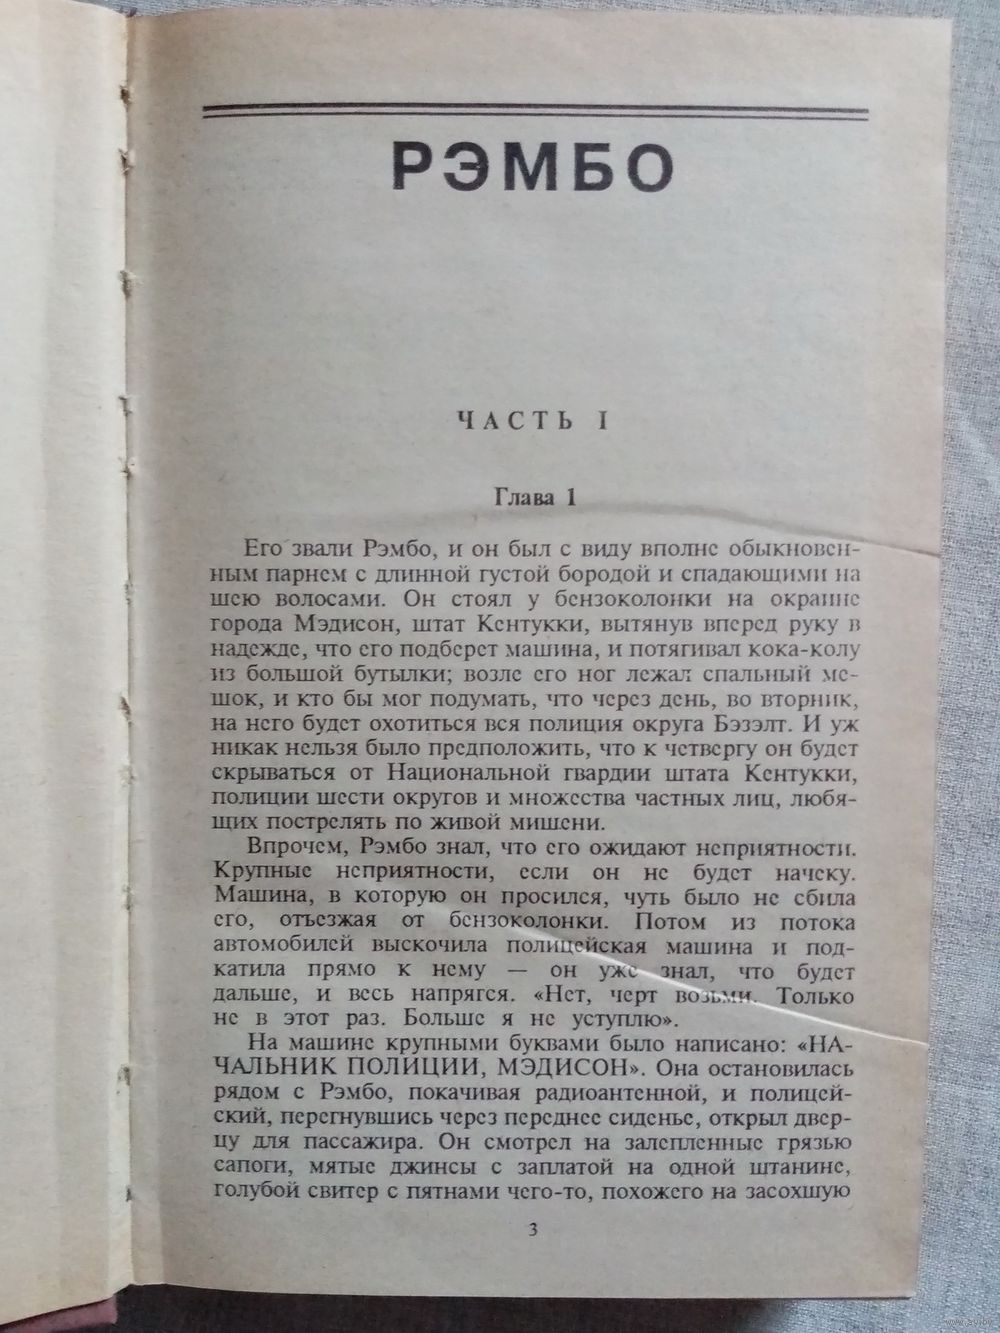 РЭМБО
ЧАСТЬ I
Глава 1
Его звали Рэмбо, и он был с виду вполне обыкновен-
ным парнем с длинной густой бородой и спадающими на
шею волосами. Он стоял у бензоколонки на окраине
города Мэдисон, штат Кентукки, вытянув вперед руку в
надежде, что его подберет машина, и потягивал кока-колу
из большой бутылки; возле его ног лежал спальный ме-
шок, и кто бы мог подумать, что через день, во вторник,
на него будет охотиться вся полиция округа Бэзэлт. И уж
никак нельзя было предположить, что к четвергу он будет
скрываться от Национальной гвардии штата Кентукки,
полиции шести округов и множества частных лиц, любя-
щих пострелять по живой мишени.
Впрочем, Рэмбо знал, что его ожидают неприятности.
Крупные неприятности, если он не будет начеку.
Машина, в которую он просился, чуть было не сбила
его, отъезжая от бензоколонки. Потом из потока
автомобилей выскочила полицейская машина и под-
катила прямо к нему — он уже знал, что будет
дальше, и весь напрягся. «Нет, черт возьми. Только
не в этот раз. Больше я не уступлю».
На машине крупными буквами было написано: «НА-
ЧАЛЬНИК ПОЛИЦИИ, МЭДИСОН». Она остановилась
рядом с Рэмбо, покачивая радиоантенной, и полицей-
ский, перегнувшись через переднее сиденье, открыл двер-
цу для пассажира. Он смотрел на залепленные грязью
сапоги, мятые джинсы с заплатой на одной штанине,
голубой свитер с пятнами чего-то, похожего на засохшую
3